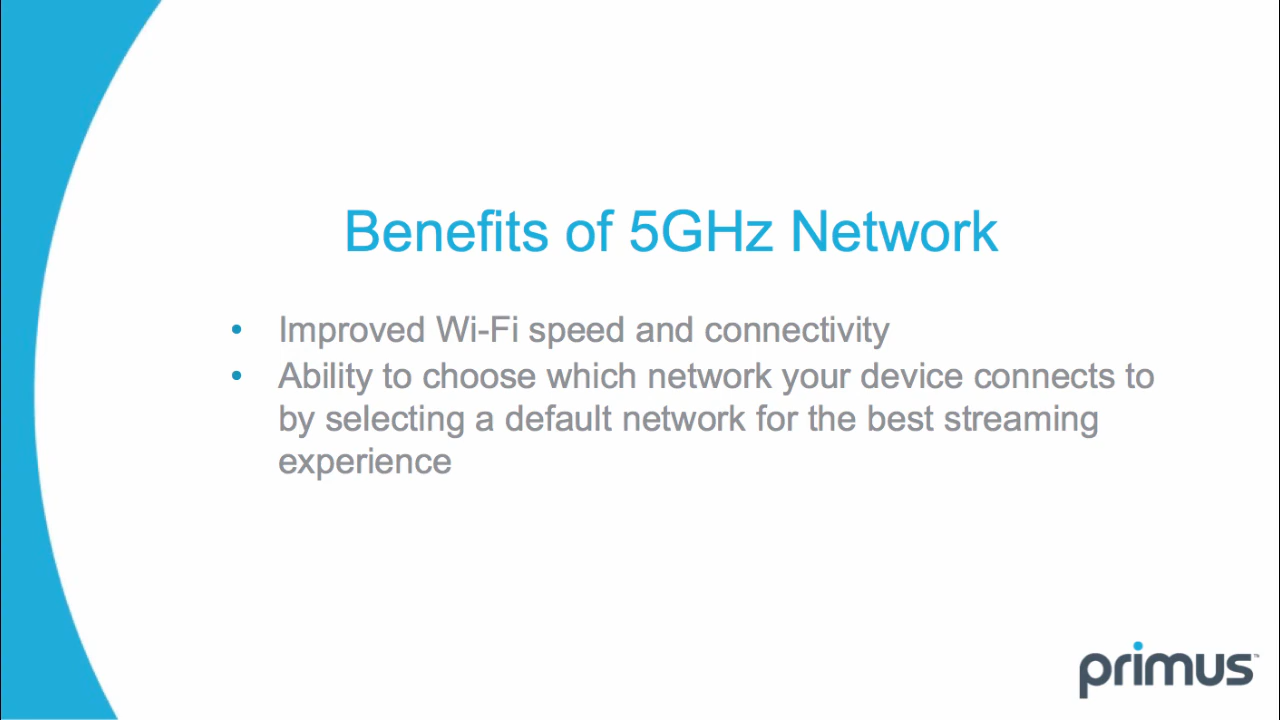 Benefits of 5GHz Network
• Improved Wi-Fi speed and connectivity
• Ability to choose which network your device connects to
by selecting a default network for the best streaming
experience
primus™